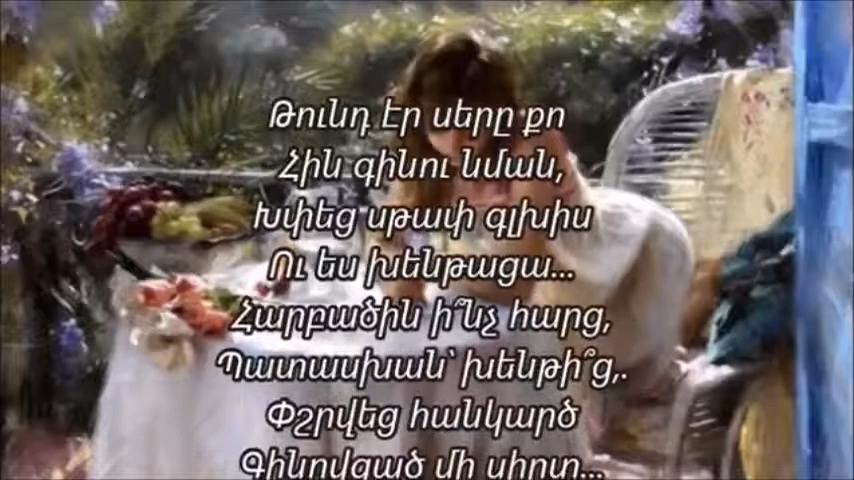 Թունդ էր սերը քո
Հին գինու նման,
Խփեց սթափ գլխիս
Ու ես խենթացա...
Հարբածին ի՞նչ հարց,
Պատասխան՝ խենթի՞ց,.
Փշրվեց հանկարծ
Գինովցած մի սիրտ...